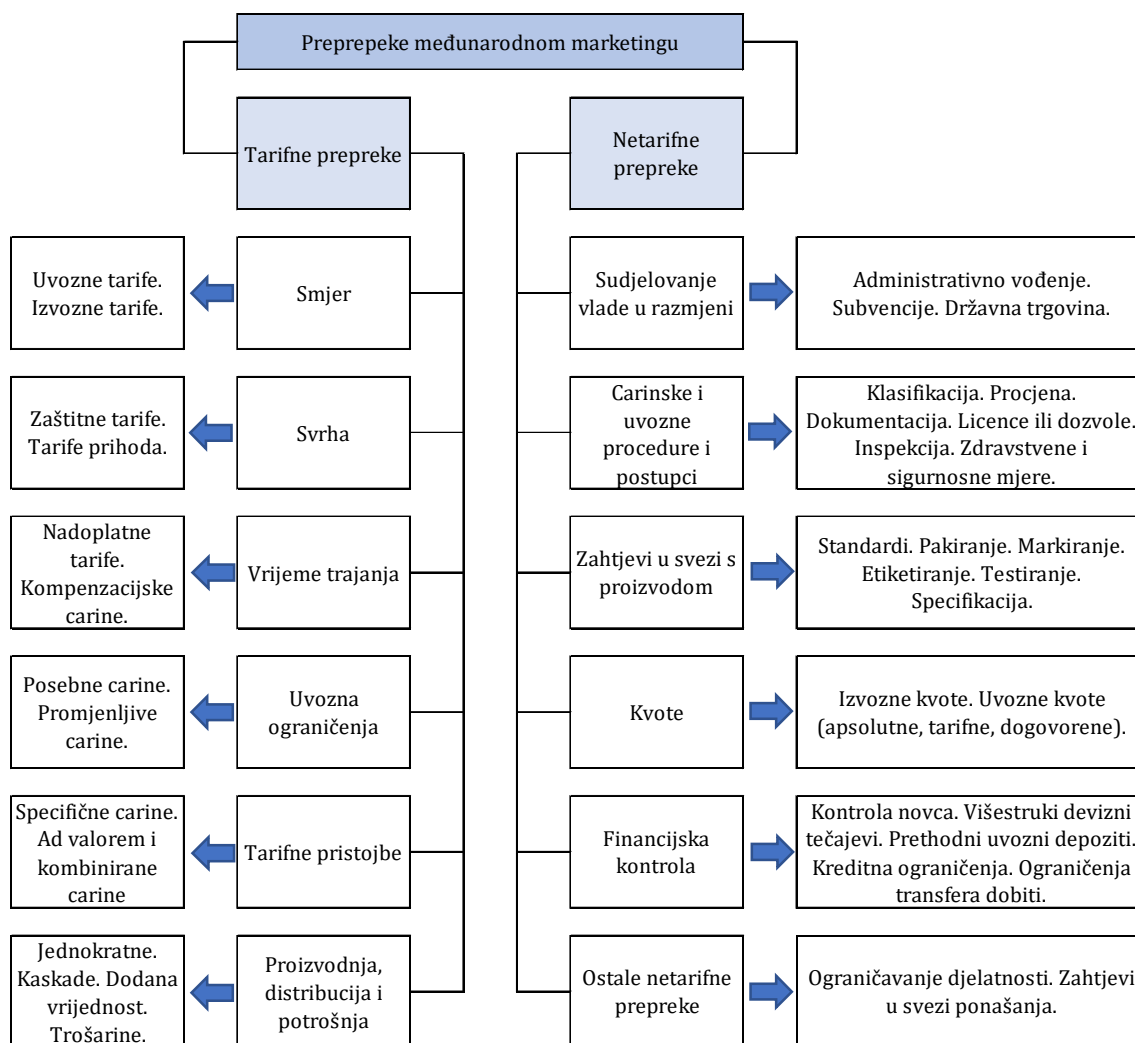 Preprepeke međunarodnom marketingu
Tarifne prepreke
Netarifne
prepreke
Uvozne tarife.
Izvozne tarife.
Smjer
Sudjelovanje
vlade u razmjeni
Administrativno vođenje.
Subvencije. Državna trgovina.
Zaštitne tarife.
Tarife prihoda.
Svrha
Carinske i
uvozne
procedure i
postupci
Klasifikacija. Procjena.
Dokumentacija. Licence ili dozvole.
Inspekcija. Zdravstvene i
sigurnosne mjere.
Nadoplatne
tarife.
Kompenzacijske
carine.
Vrijeme trajanja
Zahtjevi u svezi s
proizvodom
Standardi. Pakiranje. Markiranje.
Etiketiranje. Testiranje.
Specifikacija.
Posebne carine.
Promjenljive
carine.
Uvozna
ograničenja
Kvote
Izvozne kvote. Uvozne kvote
(apsolutne, tarifne, dogovorene).
Specifične carine.
Ad valorem i
kombinirane
carine
Tarifne pristojbe
Financijska
kontrola
Kontrola novca. Višestruki devizni
tečajevi. Prethodni uvozni depoziti.
Kreditna ograničenja. Ograničenja
transfera dobiti.
Jednokratne.
Kaskade. Dodana
vrijednost.
Trošarine.
Proizvodnja,
distribucija i
potrošnja
Ostale netarifne
prepreke
Ograničavanje djelatnosti. Zahtjevi
u svezi ponašanja.